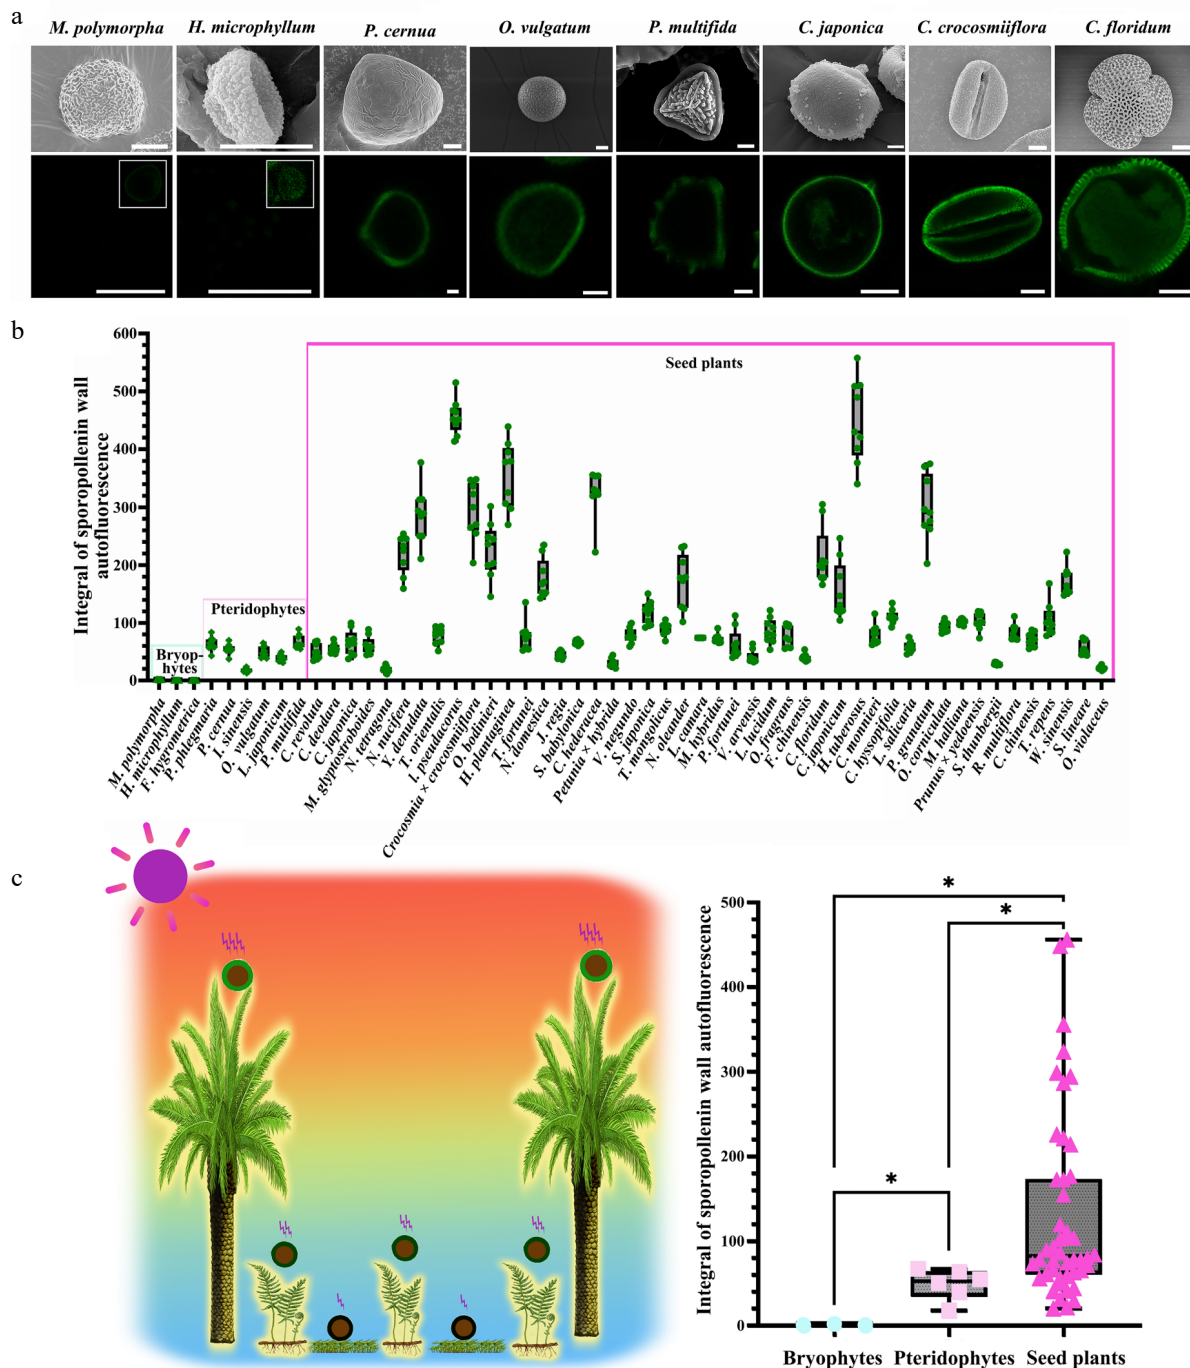 a
M. polymorpha H. microphyllum P. cernua O. vulgatum P. multifida C. japonica C. crocosmiiflora C. floridum
b
600
500
400
300
200
100
0
Integral of sporopollenin wall
autofluorescence
Bryop-
hytes
Pteridophytes
Seed plants
M. polymorpha
H. microphyllum
F. hygrometrica
P. phlegmaria
P. cernua
I. sinensis
O. vulgatum
L. japonicum
P. multifida
C. revoluta
C. deodara
C. japonica
M. glyptostroboides
N. tetragona
N. nucifera
Y. denudata
T. orientalis
I. pseudacorus
Crocosmia × crocosmiiflora
O. bodinieri
H. plantaginea
T. fortunei
N. domestica
J. regia
S. babylonica
C. hederacea
Petunia × hybrida
V. negundo
S. japonica
T. mongolicus
N. oleander
L. camara
M. hybridus
P. fortunei
V. arvensis
L. lucidum
O. fragrans
F. chinensis
C. floridum
C. japonicum
H. tuberosus
C. monnieri
C. hyssopifolia
L. salicaria
P. granatum
O. corniculata
M. halliana
Prunus × yedoensis
S. thunbergii
R. multiflora
C. chinensis
T. repens
W. sinensis
S. lineare
O. violaceus
c
500
400
300
200
100
0
Integral of sporopollenin wall autofluorescence
*
*
*
Bryophytes Pteridophytes Seed plants